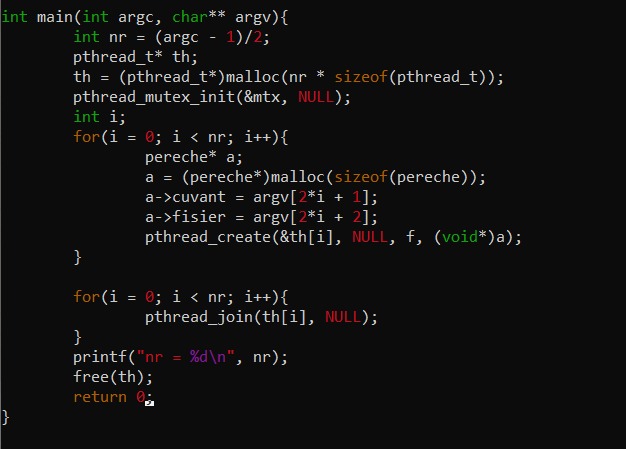 int main(int argc, char** argv){
        int nr = (argc - 1)/2;
        pthread_t* th;
        th = (pthread_t*)malloc(nr * sizeof(pthread_t));
        pthread_mutex_init(&mtx, NULL);
        int i;
        for(i = 0; i < nr; i++){
                pereche* a;
                a = (pereche*)malloc(sizeof(pereche));
                a->cuvant = argv[2*i + 1];
                a->fisier = argv[2*i + 2];
                pthread_create(&th[i], NULL, f, (void*)a);
        }

        for(i = 0; i < nr; i++){
                pthread_join(th[i], NULL);
        }
        printf("nr = %d\n", nr);
        free(th);
        return 0;
}